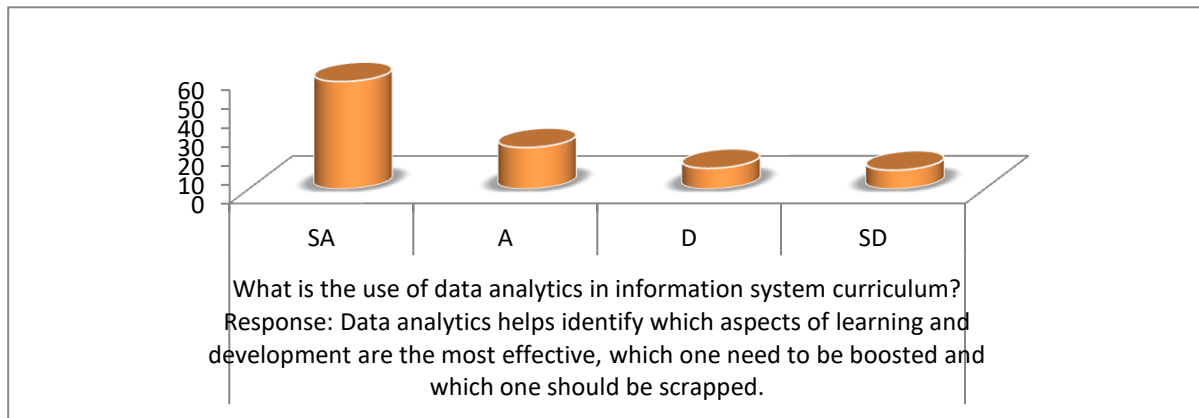 60
50
40
30
20
10
0
SA A D SD
What is the use of data analytics in information system curriculum?
Response: Data analytics helps identify which aspects of learning and
development are the most effective, which one need to be boosted and
which one should be scrapped.